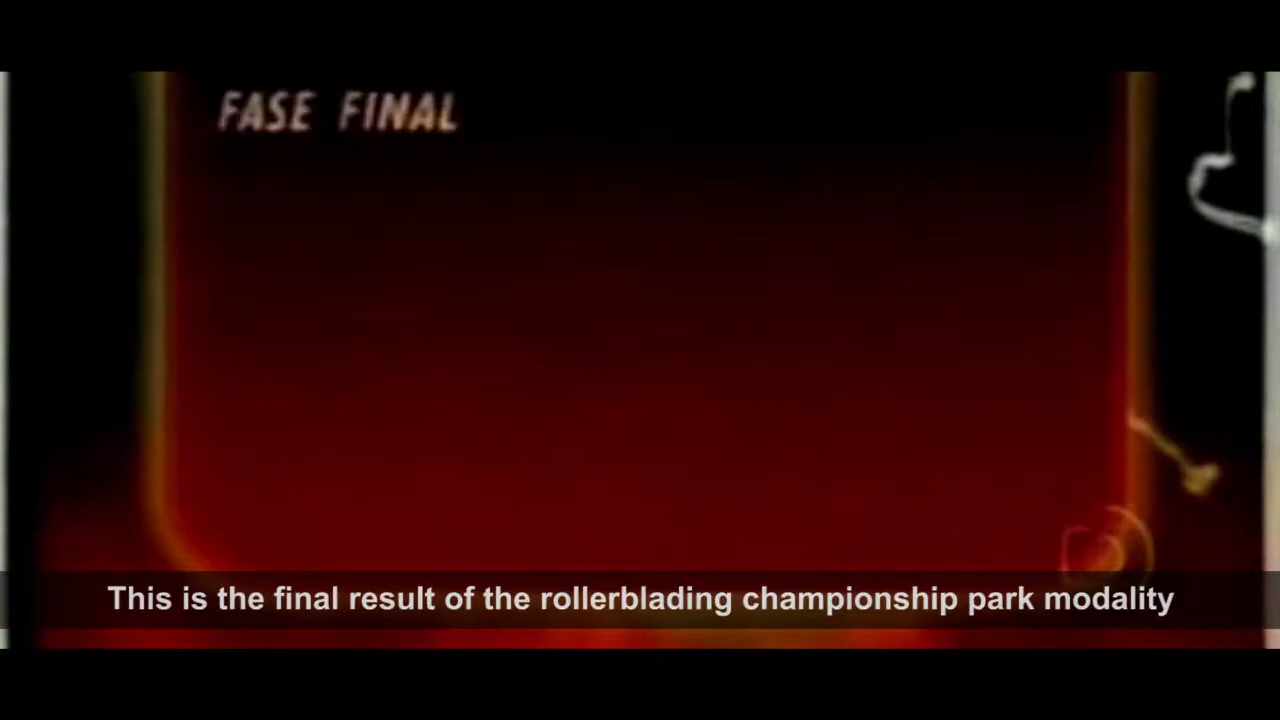 FASE FINAL
This is the final result of the rollerblading championship park modality